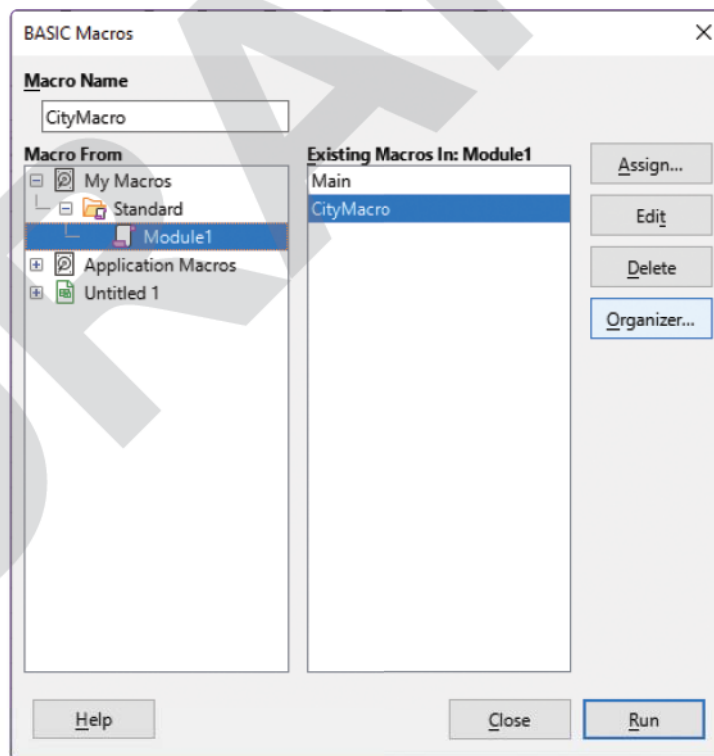 BASIC Macros
Macro Name
CityMacro
Macro From
My Macros
Standard
Module1
Application Macros
Untitled 1
Existing Macros In: Module1
Main
CityMacro
Assign...
Edit
Delete
Organizer...
Help
Close
Run